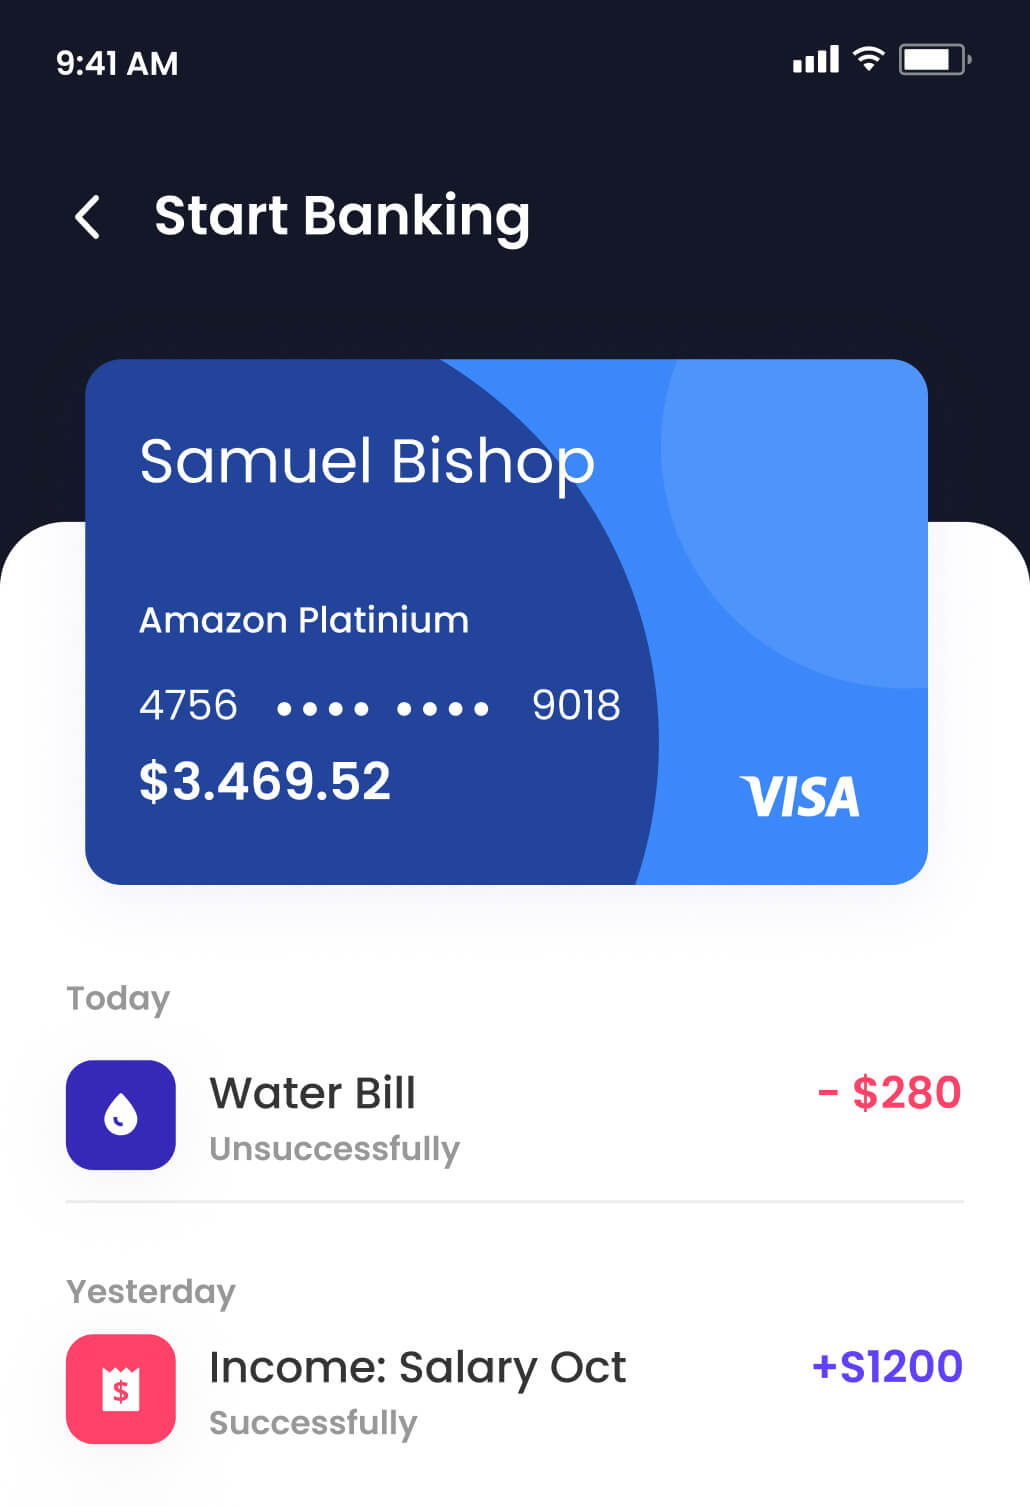 9:41 AM
Start Banking
Samuel Bishop
Amazon Platinium
4756 •••• •••• 9018
$3.469.52
VISA
Today
Water Bill
- $280
Unsuccessfully
Yesterday
$
Income: Salary Oct
+S1200
Successfully